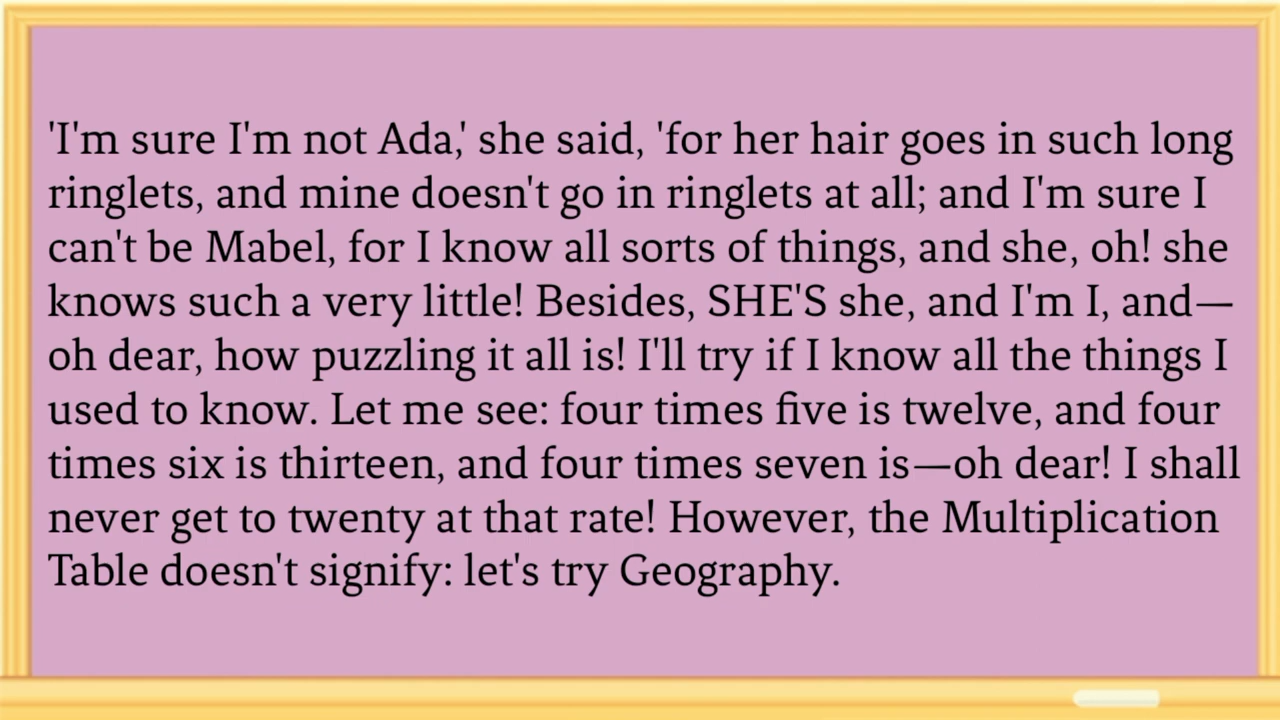 'I'm sure I'm not Ada,' she said, 'for her hair goes in such long
ringlets, and mine doesn't go in ringlets at all; and I'm sure I
can't be Mabel, for I know all sorts of things, and she, oh! she
knows such a very little! Besides, SHE'S she, and I'm I, and—
oh dear, how puzzling it all is! I'll try if I know all the things I
used to know. Let me see: four times five is twelve, and four
times six is thirteen, and four times seven is—oh dear! I shall
never get to twenty at that rate! However, the Multiplication
Table doesn't signify: let's try Geography.